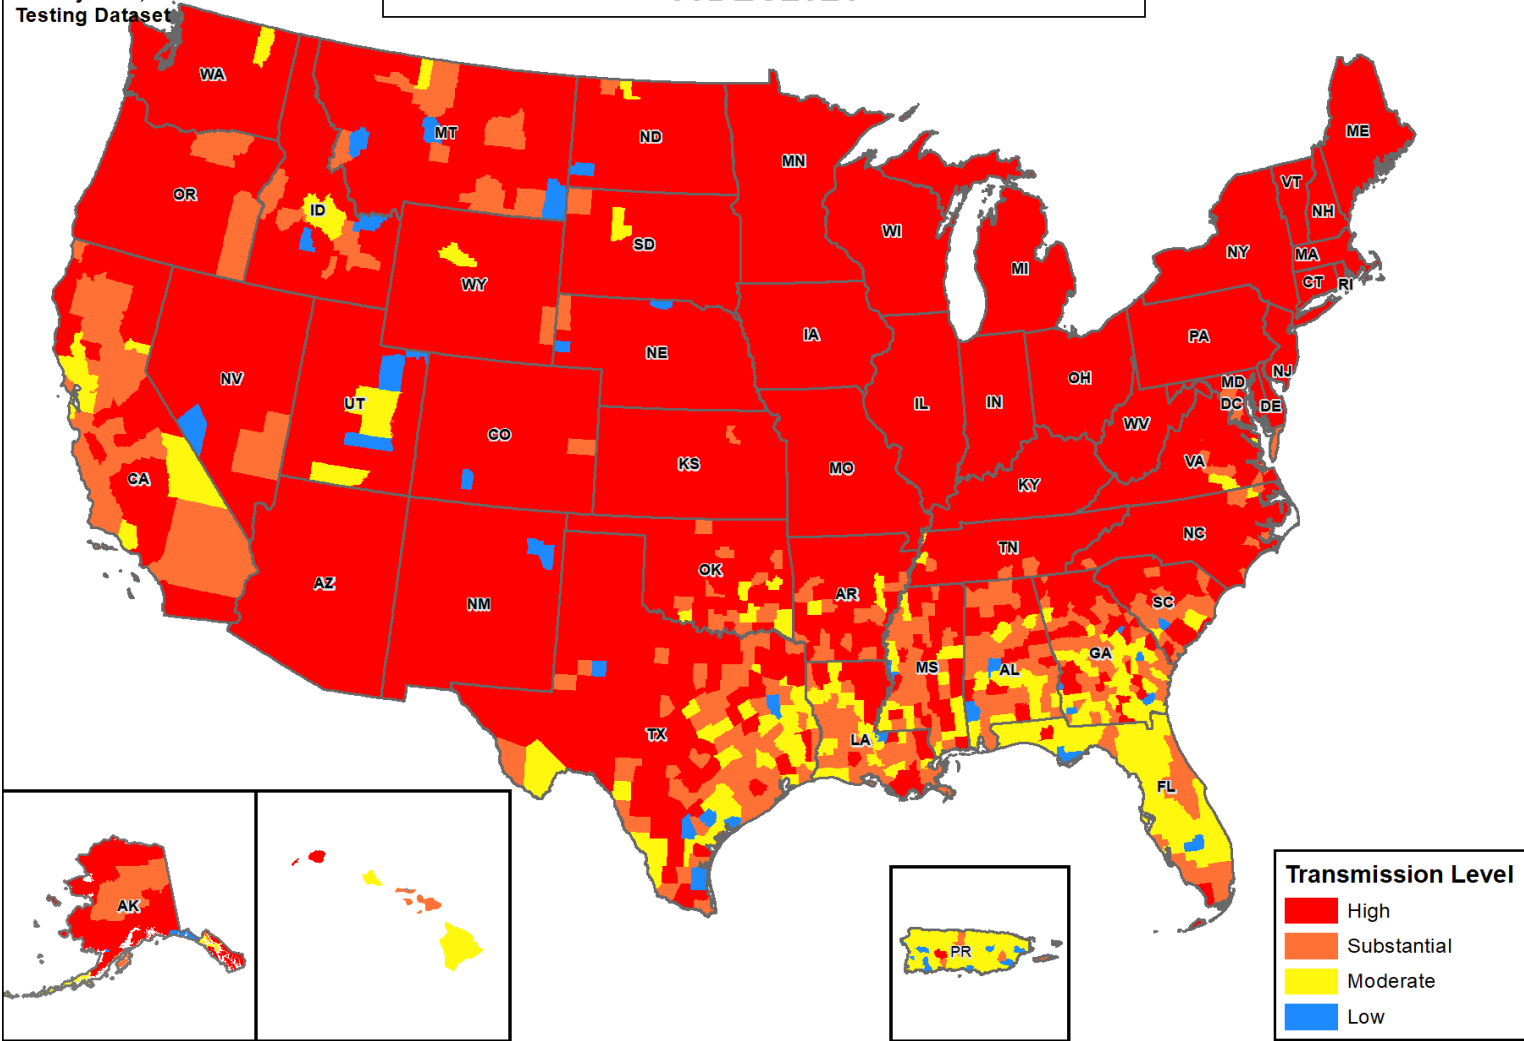 Testing Dataset
WA
MT
ND
MN
ME
OR
ID
SD
WI
MI
VT
NH
NY
MA
CT
RI
WY
IA
PA
NE
NV
UT
CO
IL
IN
OH
NJ
MD
DC
DE
WV
KS
MO
KY
VA
CA
AZ
NM
OK
AR
TN
NC
SC
MS
AL
GA
TX
LA
FL
AK
PR
Transmission Level
High
Substantial
Moderate
Low